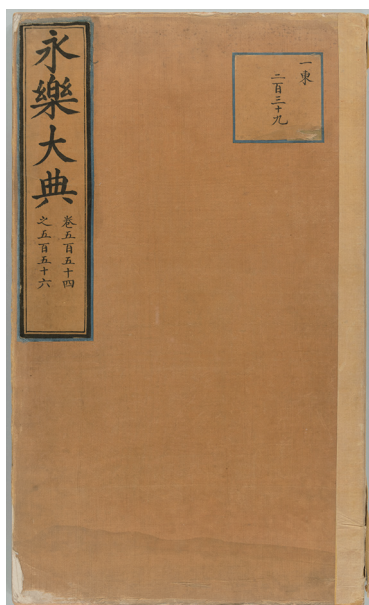 永樂大典
卷五百五十四
之五百五十六
一東
二百三十九